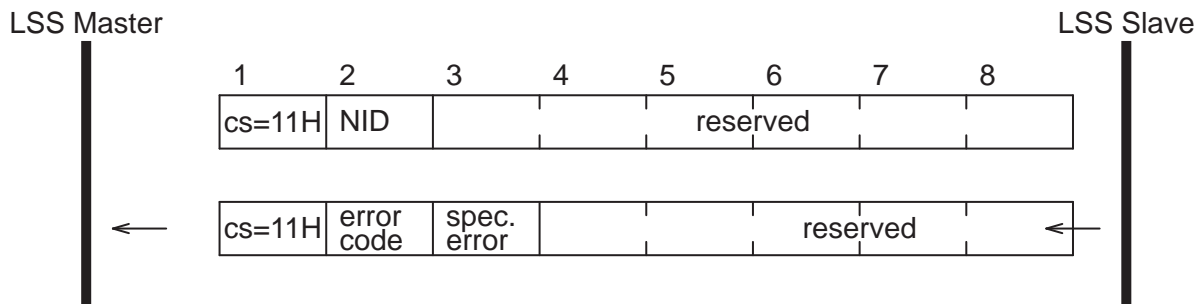 LSS Master LSS Slave
1 2 3 4 5 6 7 8
cs=11H NID reserved
cs=11H error code spec. error reserved